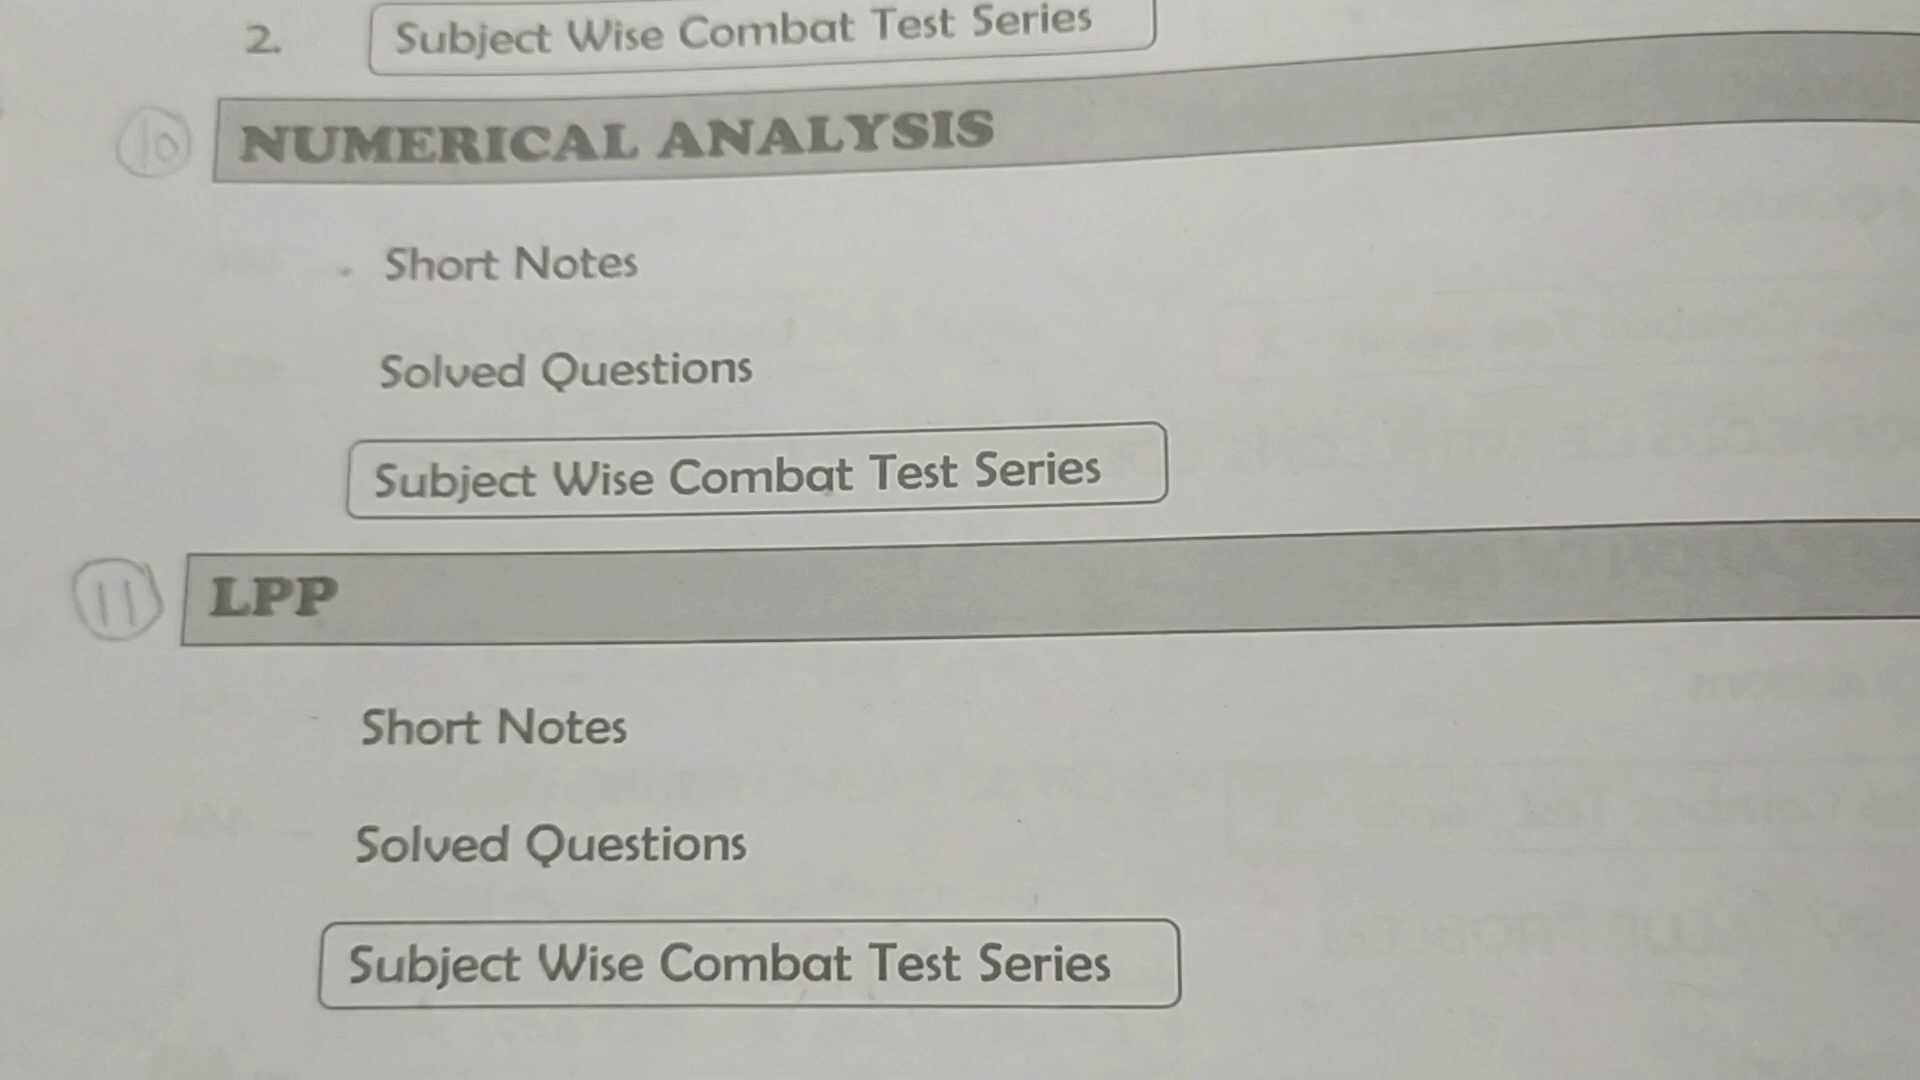 2. Subject Wise Combat Test Series
10 NUMERICAL ANALYSIS
Short Notes
Solved Questions
Subject Wise Combat Test Series
11 LPP
Short Notes
Solved Questions
Subject Wise Combat Test Series